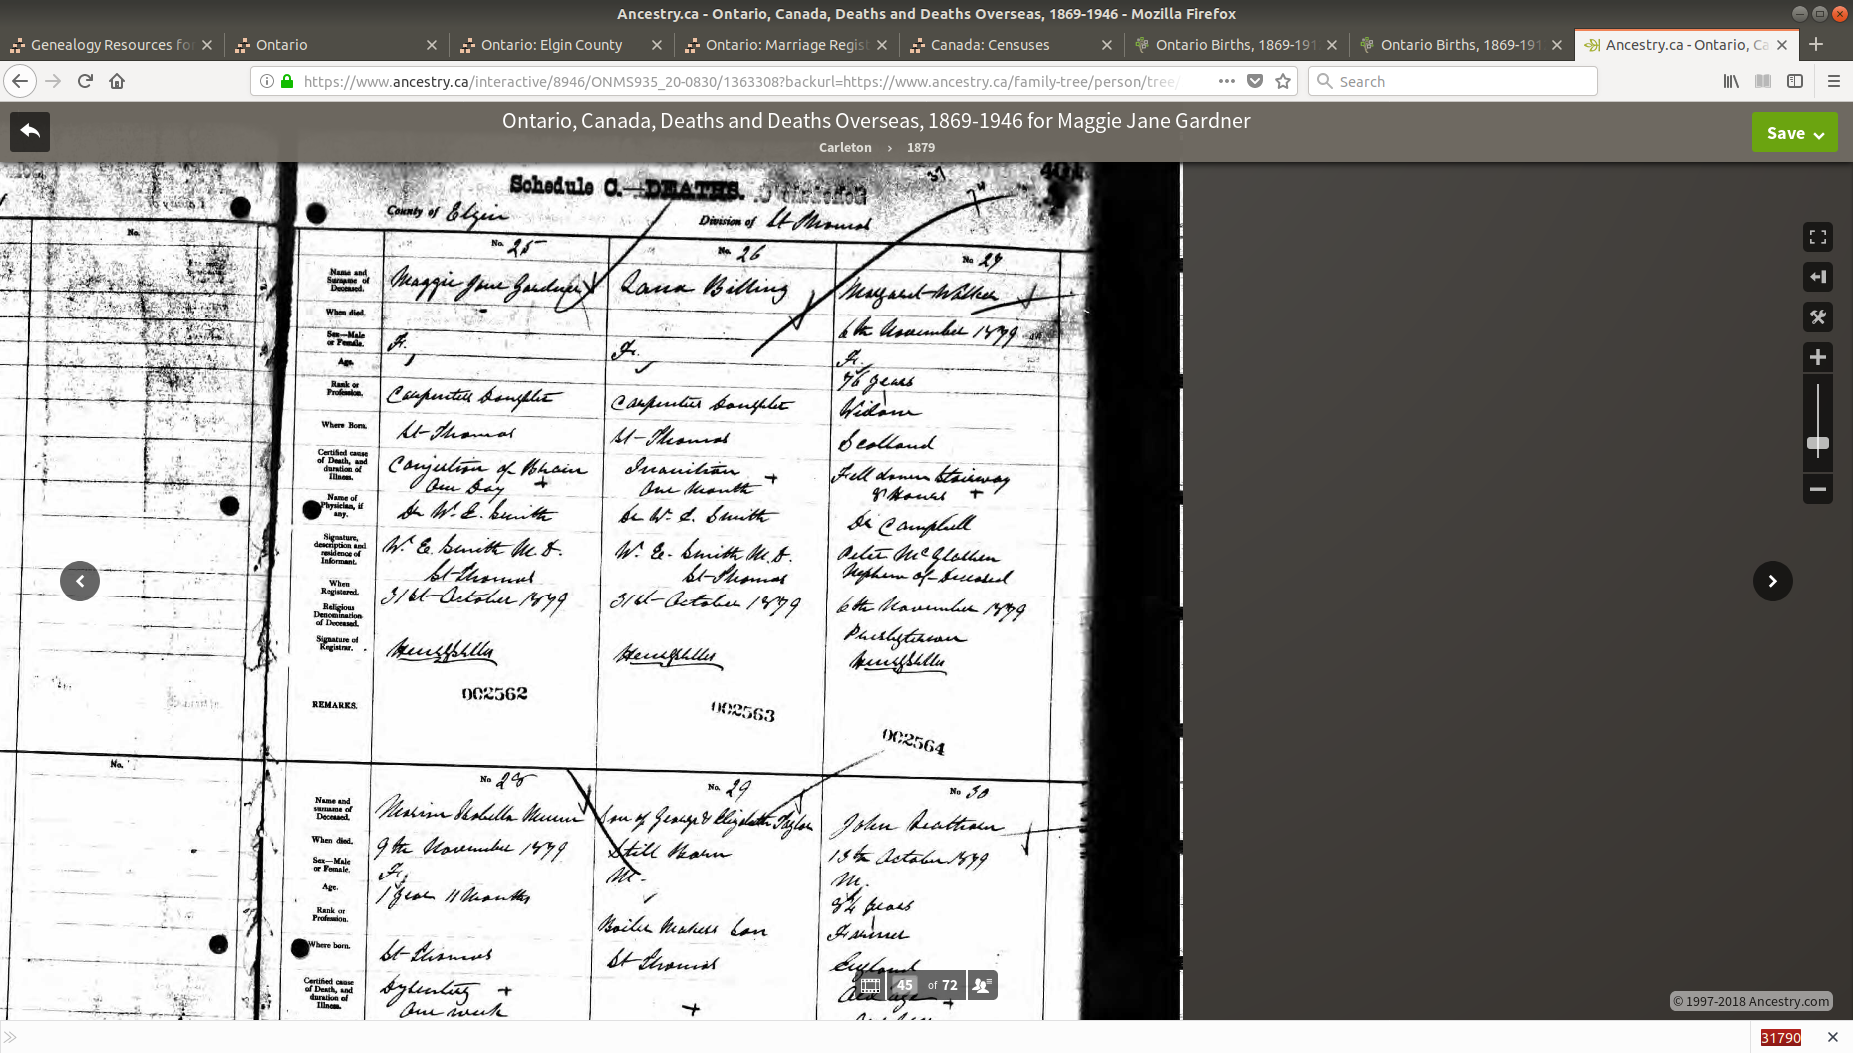 Ancestry.ca - Ontario, Canada, Deaths and Deaths Overseas, 1869-1946 - Mozilla Firefox
Genealogy Resources fo
Ontario
Ontario: Elgin County
Ontario: Marriage Regist
Canada: Censuses
Ontario Births, 1869-191
Ontario Births, 1869-191
Ancestry.ca - Ontario, Ca
https://www.ancestry.ca/interactive/8946/ONMS935_20-0830/1363308?backurl=https://www.ancestry.ca/family-tree/person/tree/
Search
Ontario, Canada, Deaths and Deaths Overseas, 1869-1946 for Maggie Jane Gardner
Carleton › 1879
Save
37
401
Schedule C.—DEATHS.
County of Elgin
Division of St Thomas
No.
No. 25
No. 26
No 27
Name and Surname of Deceased.
Maggie Jane Gardner
Billing
Margaret Walker
When died.
6th November 1879
Sex—Male or Female.
F.
F.
F.
Age.
76 years
Rank or Profession.
Carpenters Daughter
Carpenters Daughter
Widow
Where Born.
St Thomas
St Thomas
Scotland
Certified cause of Death, and duration of Illness.
Congestion of Brain
One Day +
Inanition
One Month +
Fell down Stairway
8 Hours +
Name of Physician, if any.
Dr W. E. Smith
Dr W. E. Smith
Dr Campbell
Signature, description and residence of Informant.
W. E. Smith M.D.
St Thomas
W. E. Smith M.D.
St Thomas
Peter
Nephew of Deceased
When Registered.
31st October 1879
31st October 1879
6th November 1879
Religious Denomination of Deceased.
Presbyterian
Signature of Registrar.
REMARKS.
002562
002563
002564
No.
No 28
No. 29
No 30
Name and surname of Deceased.
Isabella Munro
Son of George & Elizabeth Taylor
John
When died.
9th November 1879
Still Born
13th October 1879
Sex—Male or Female.
F.
M.
M.
Age.
1 year 11 Months
84 years
Rank or Profession.
Boiler Makers Son
Farmer
Where born.
St Thomas
St Thomas
England
Certified cause of Death, and duration of Illness.
Dysentery +
One week
+
Old age +
45 of 72
© 1997-2018 Ancestry.com
31790